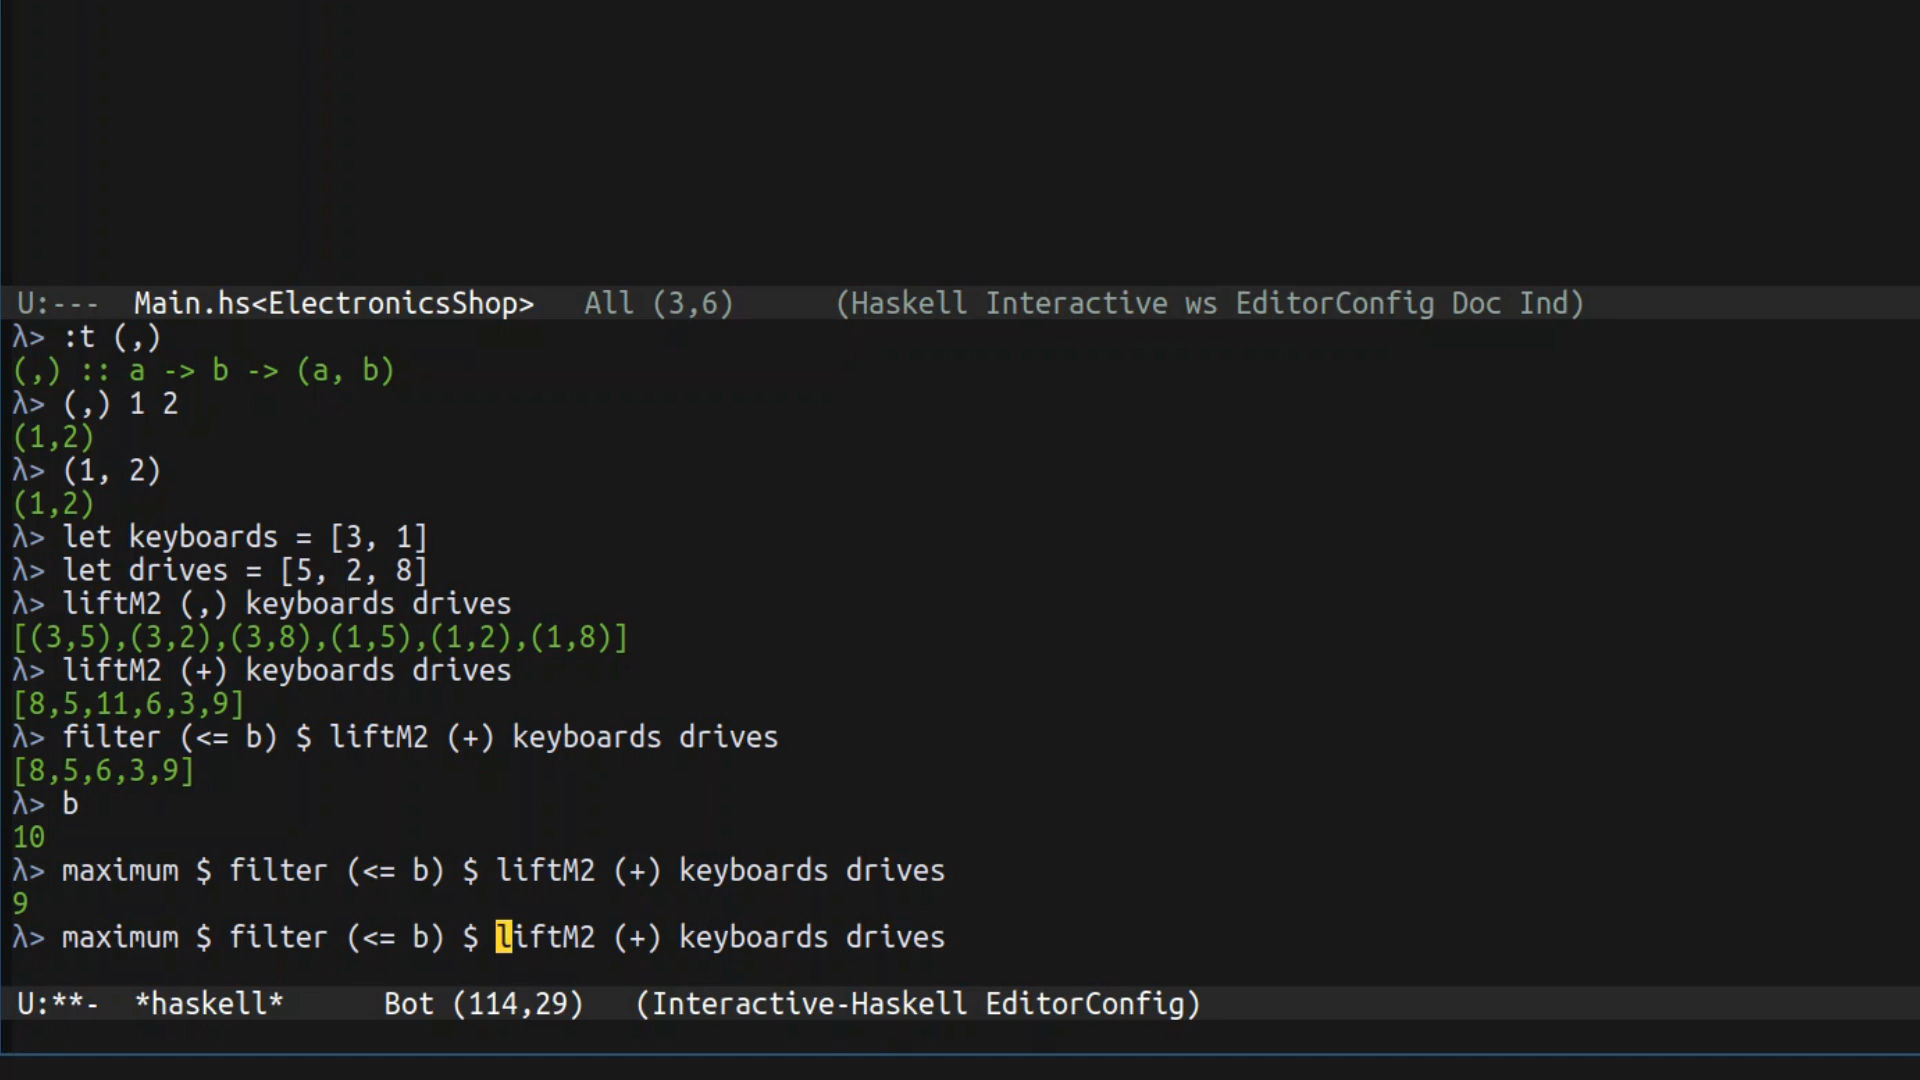 U:---  Main.hs<ElectronicsShop>   All (3,6)      (Haskell Interactive ws EditorConfig Doc Ind)
λ> :t (,)
(,) :: a -> b -> (a, b)
λ> (,) 1 2
(1,2)
λ> (1, 2)
(1,2)
λ> let keyboards = [3, 1]
λ> let drives = [5, 2, 8]
λ> liftM2 (,) keyboards drives
[(3,5),(3,2),(3,8),(1,5),(1,2),(1,8)]
λ> liftM2 (+) keyboards drives
[8,5,11,6,3,9]
λ> filter (<= b) $ liftM2 (+) keyboards drives
[8,5,6,3,9]
λ> b
10
λ> maximum $ filter (<= b) $ liftM2 (+) keyboards drives
9
λ> maximum $ filter (<= b) $ liftM2 (+) keyboards drives
U:**-  *haskell*      Bot (114,29)   (Interactive-Haskell EditorConfig)